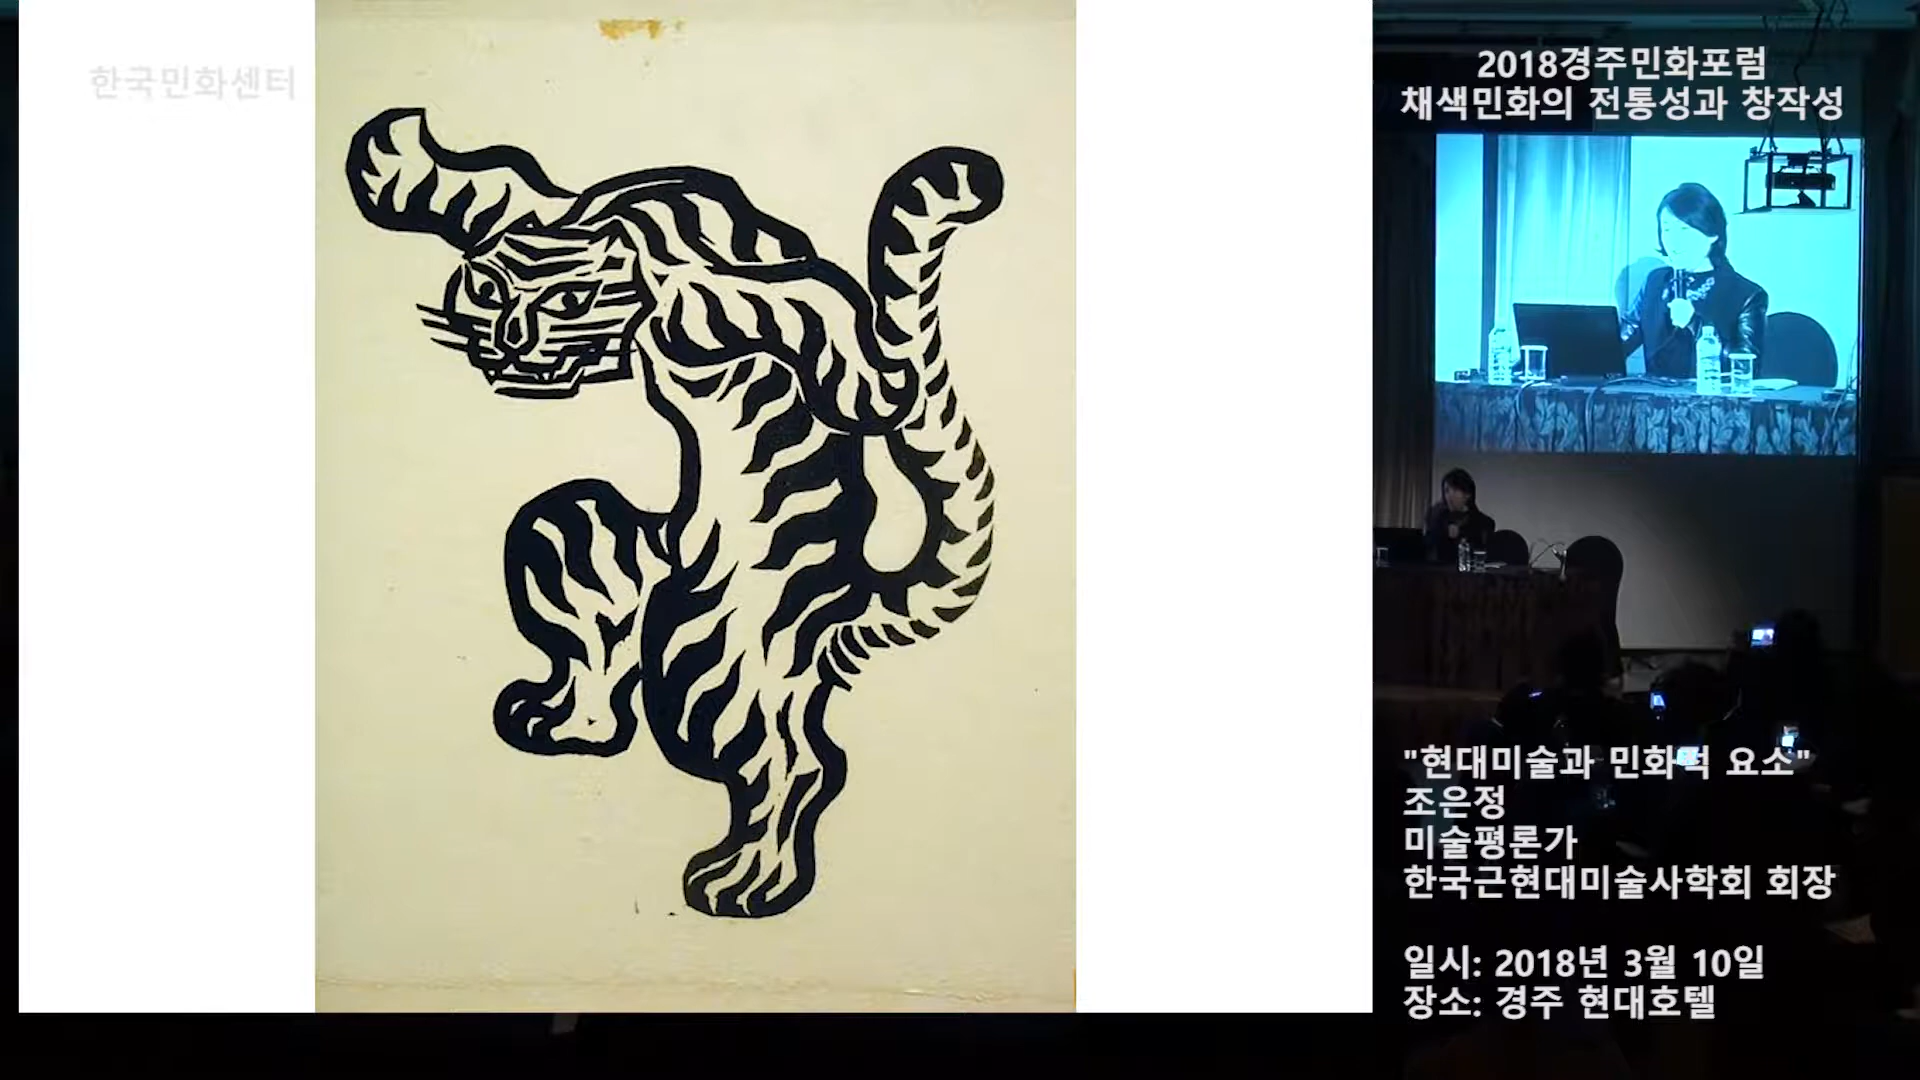 한국민화센터
2018경주민화포럼
채색민화의 전통성과 창작성
"현대미술과 민화적 요소"
조은정
미술평론가
한국근현대미술사학회 회장
일시: 2018년 3월 10일
장소: 경주 현대호텔